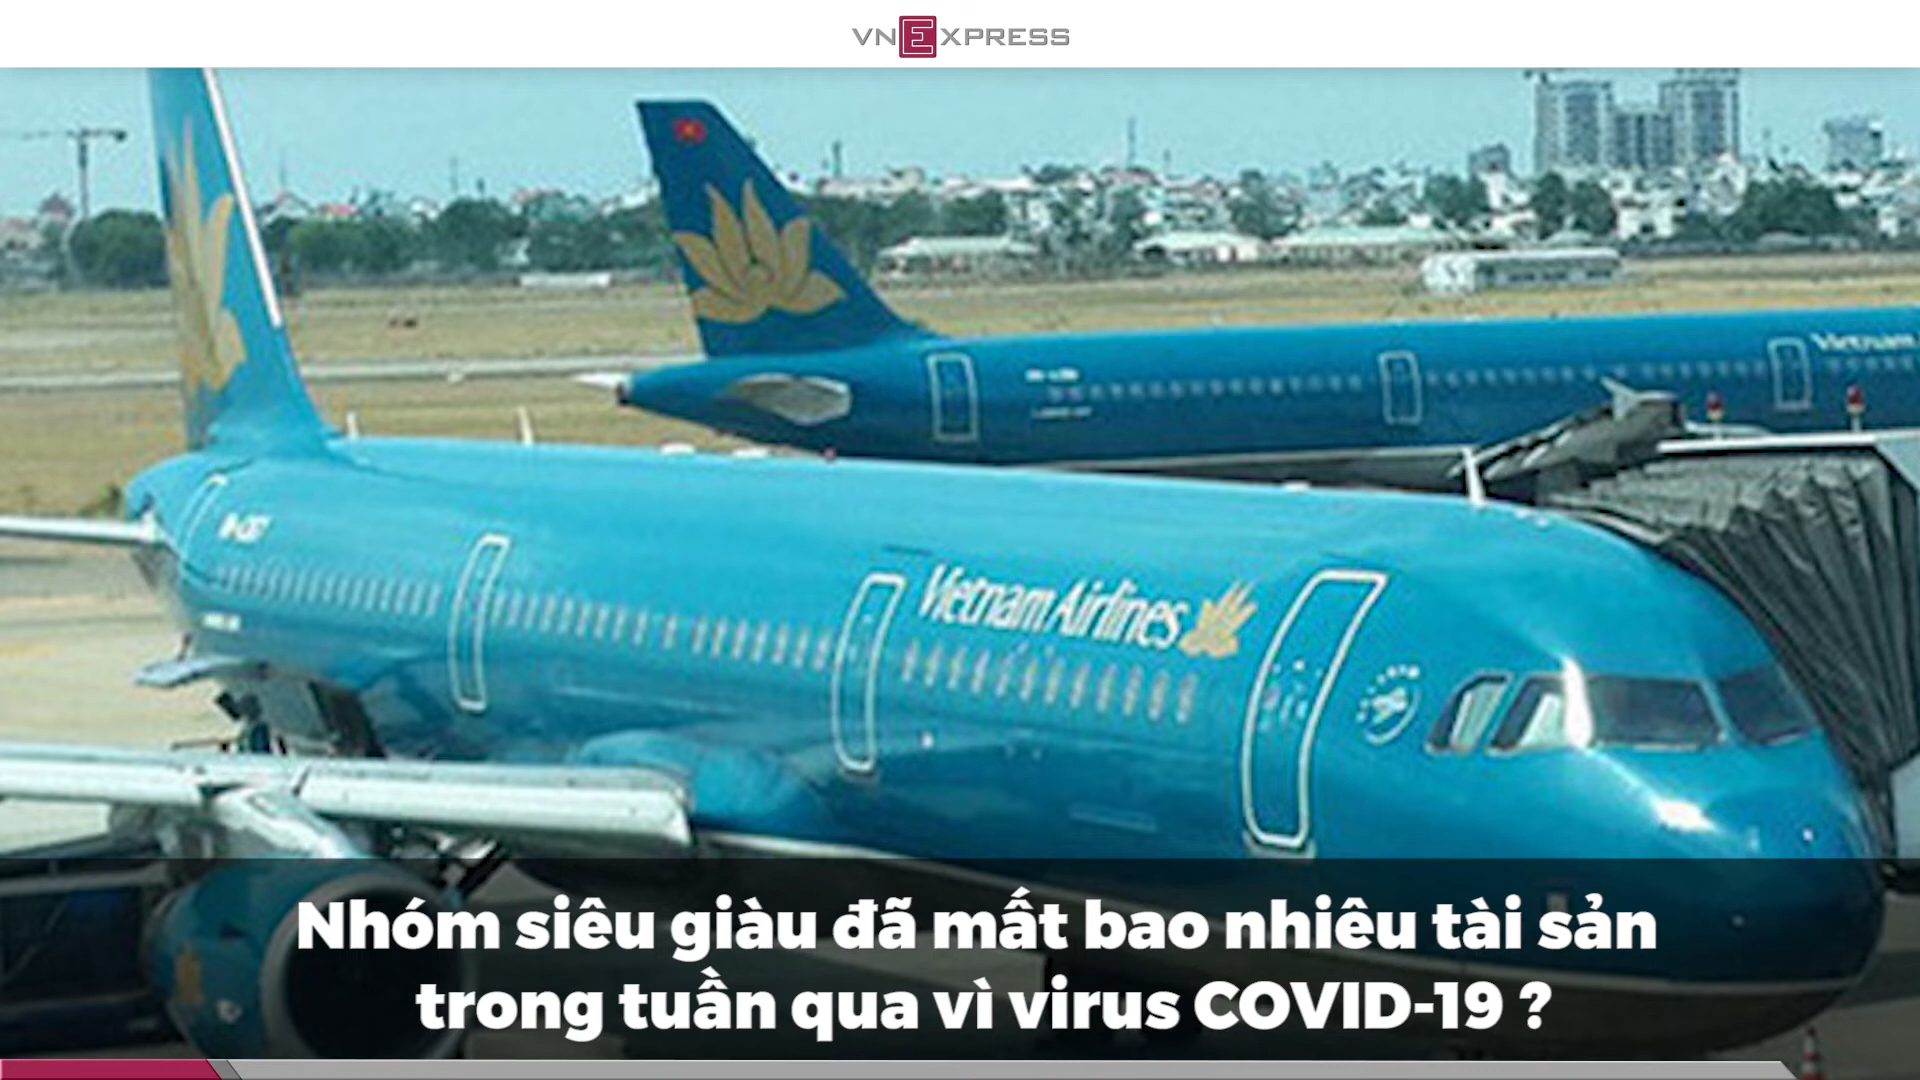 VNEXPRESS
Vietnam
Vietnam Airlines
Nhóm siêu giàu đã mất bao nhiêu tài sản
trong tuần qua vì virus COVID-19 ?